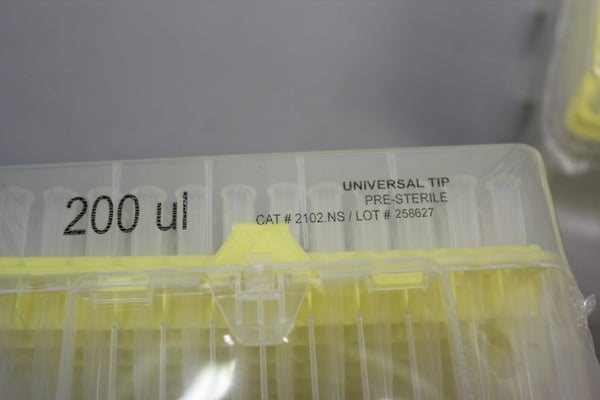 200 ul
UNIVERSAL TIP
PRE-STERILE
CAT # 2102.NS / LOT # 258627